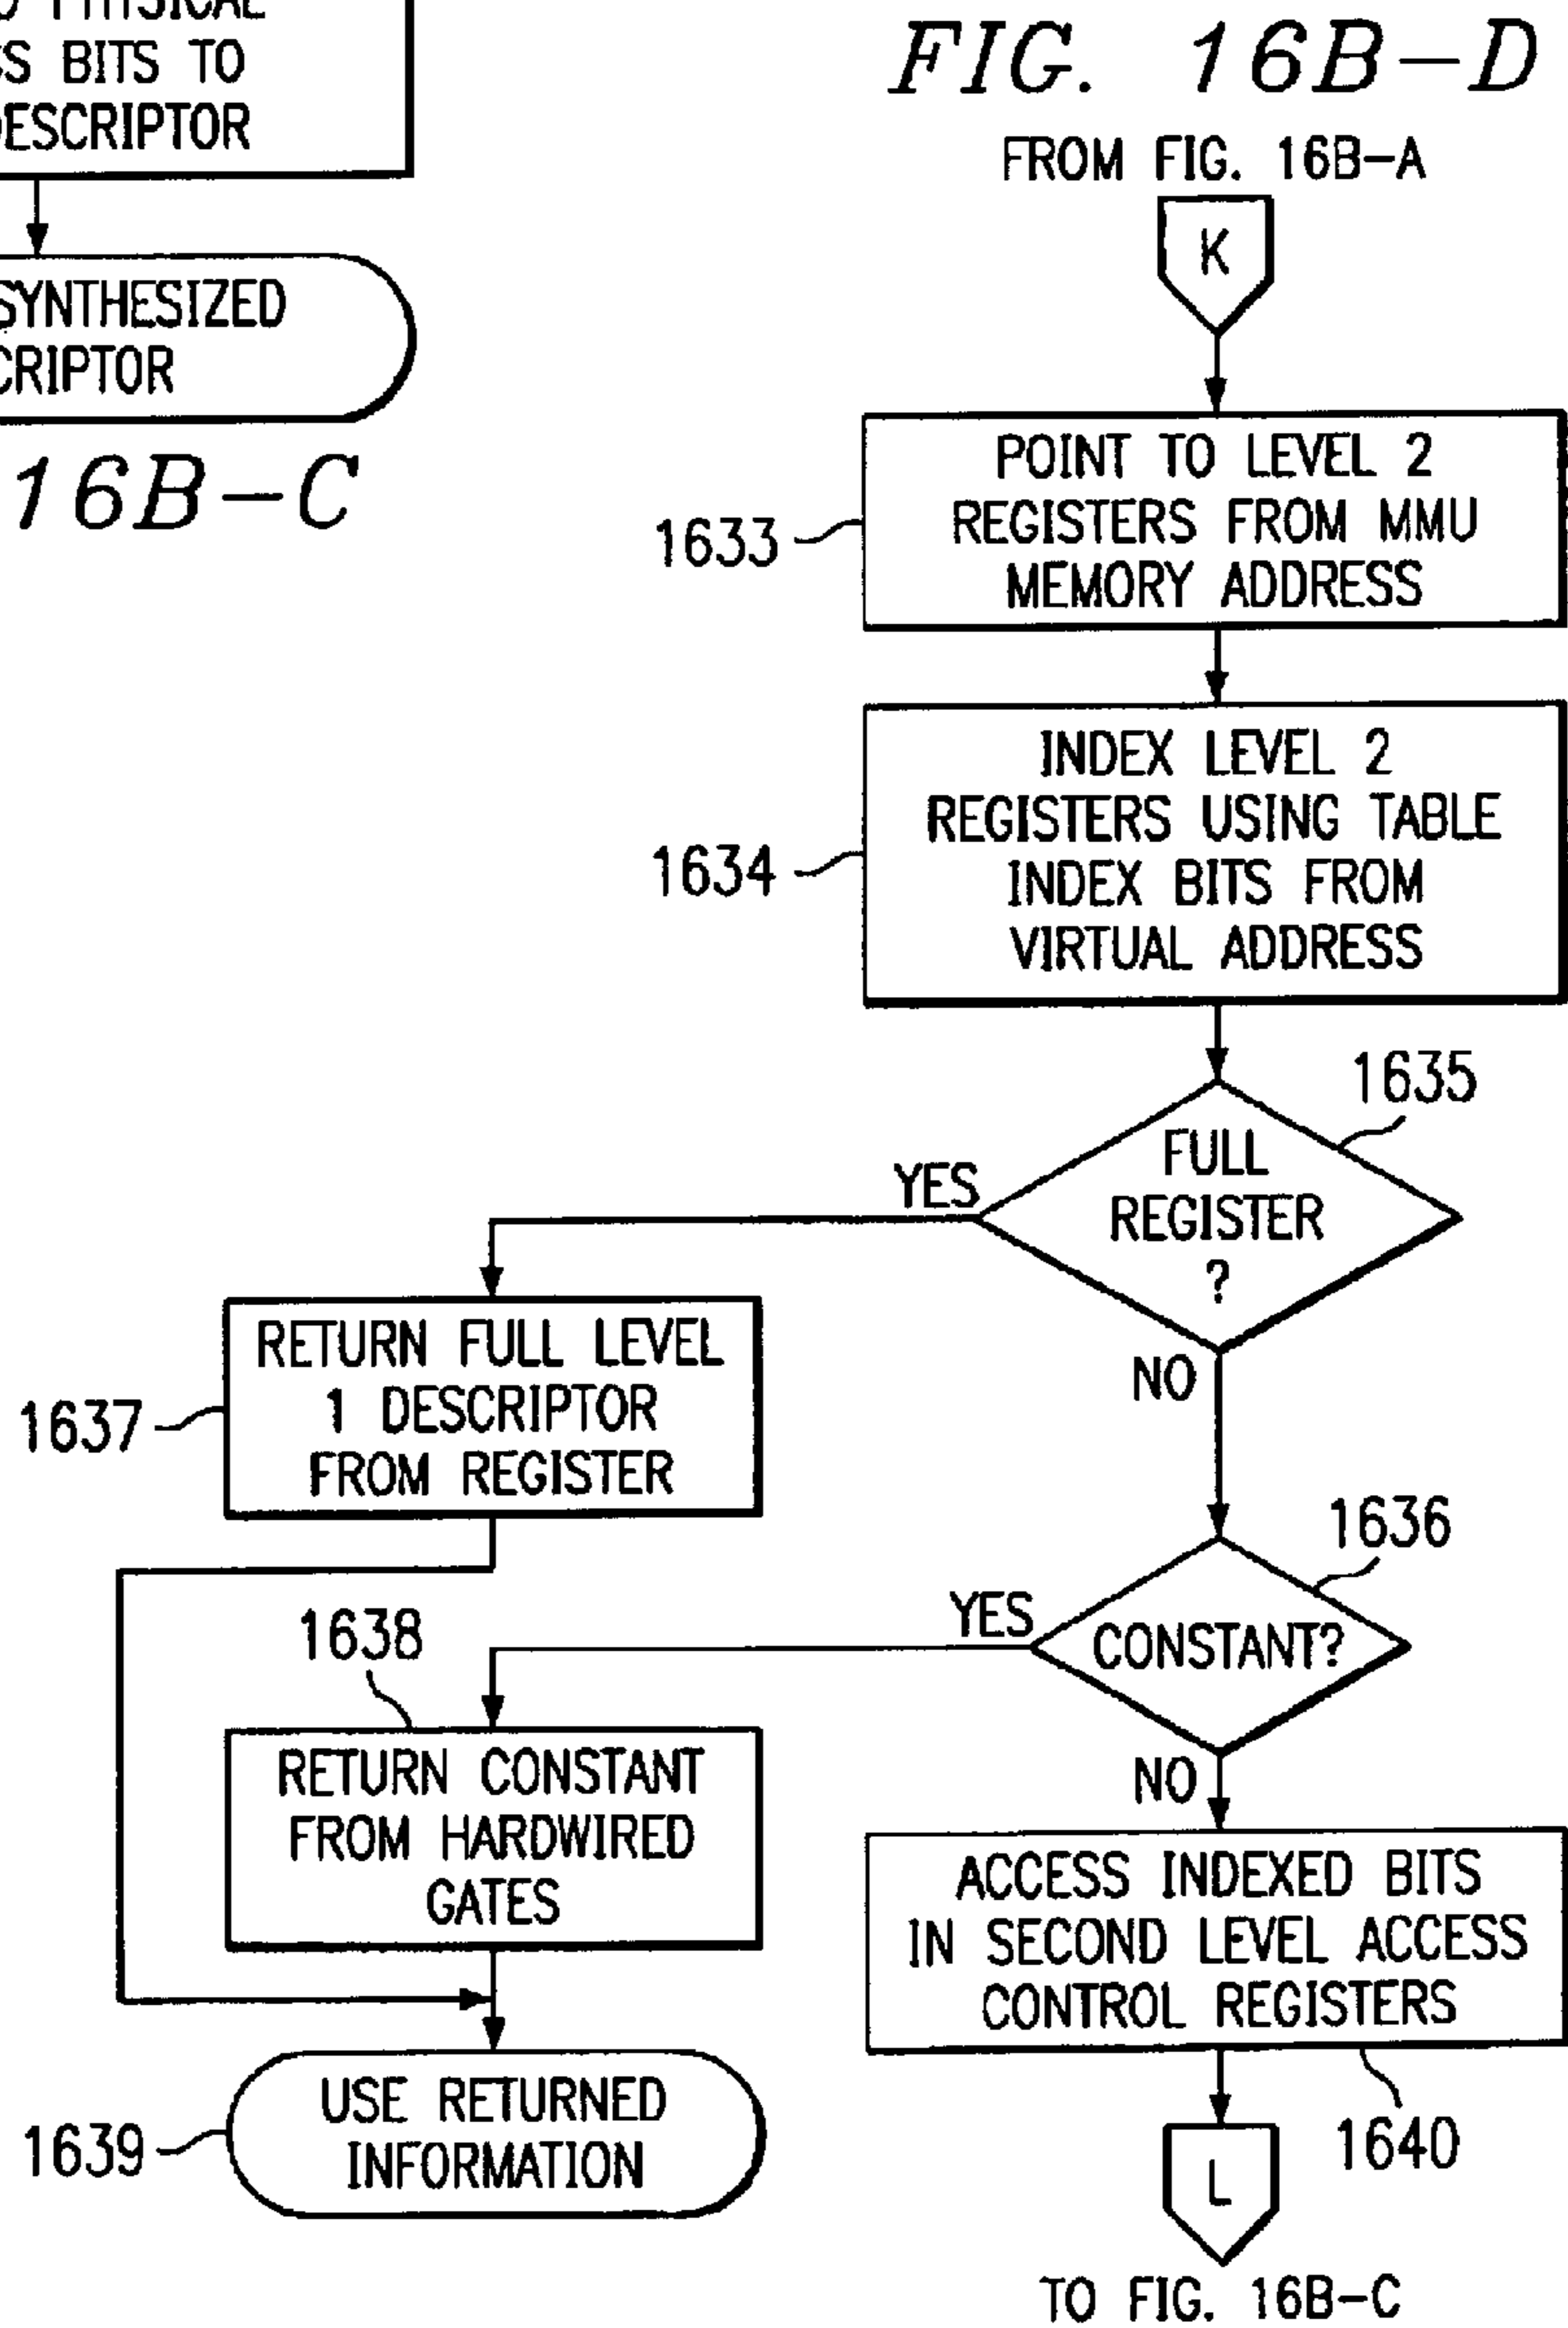 BITS TO
DESCRIPTOR
SYNTHESIZED
16B-C
FIG. 16B-D
FROM FIG. 16B-A
K
POINT TO LEVEL 2
REGISTERS FROM MMU
MEMORY ADDRESS
1633
INDEX LEVEL 2
REGISTERS USING TABLE
INDEX BITS FROM
VIRTUAL ADDRESS
1634
FULL
REGISTER
?
1635
YES
NO
RETURN FULL LEVEL
1 DESCRIPTOR
FROM REGISTER
1637
CONSTANT?
1636
YES
NO
1638
RETURN CONSTANT
FROM HARDWIRED
GATES
ACCESS INDEXED BITS
IN SECOND LEVEL ACCESS
CONTROL REGISTERS
1640
USE RETURNED
INFORMATION
1639
L
TO FIG. 16B-C